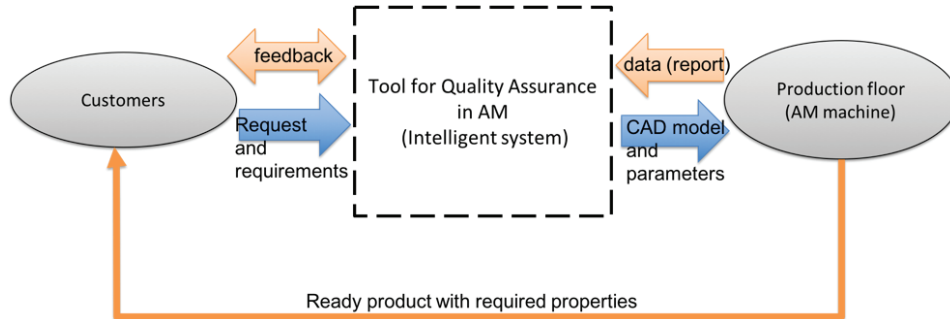 feedback
Customers
Request
and
requirements
Tool for Quality Assurance
in AM
(Intelligent system)
data (report)
CAD model
and
parameters
Production floor
(AM machine)
Ready product with required properties